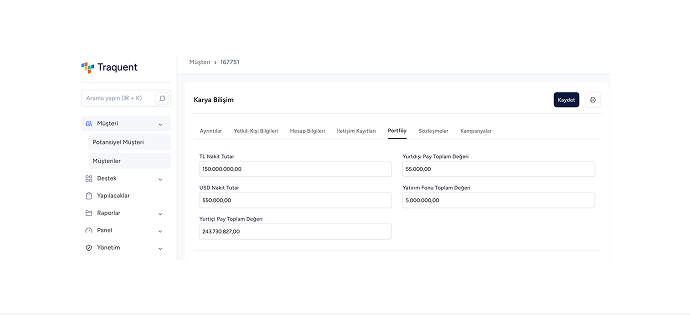 Traquent
Müşteri > 167751
Arama yapın (⌘ + K)
Karya Bilişim
Kaydet
Müşteri
Potansiyel Müşteri
Müşteriler
Destek
Yapılacaklar
Raporlar
Panel
Yönetim
Ayrıntılar Yetkili Kişi Bilgileri Hesap Bilgileri İletişim Kayıtları Portföy Sözleşmeler Kampanyalar
TL Nakit Tutar
150.000.000,00
Yurtdışı Pay Toplam Değeri
55.000,00
USD Nakit Tutar
550.000,00
Yatırım Fonu Toplam Değeri
5.000.000,00
Yurtiçi Pay Toplam Değeri
243.730.827,00